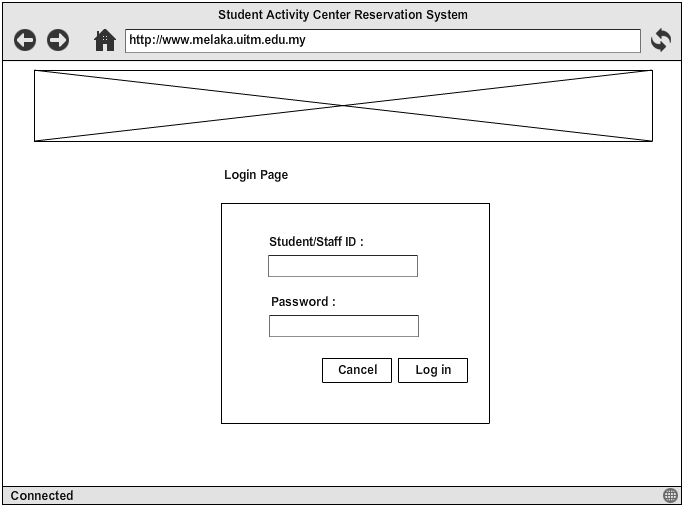 Student Activity Center Reservation System
http://www.melaka.uitm.edu.my
Login Page
Student/Staff ID :
Password :
Cancel Log in
Connected